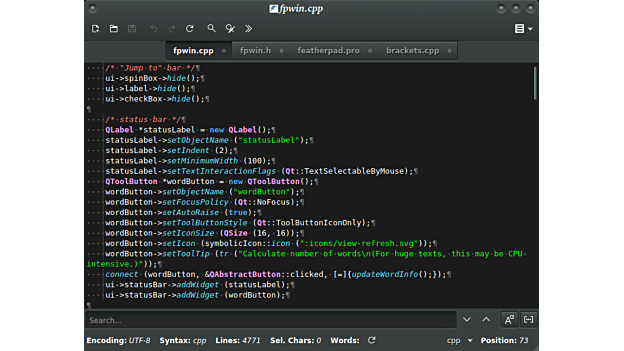 fpwin.cpp
fpwin.cpp fpwin.h featherpad.pro brackets.cpp
/*·"Jump·to"·bar·*/¶
ui->spinBox->hide();¶
ui->label->hide();¶
ui->checkBox->hide();¶
¶
/*·status·bar·*/¶
QLabel·*statusLabel·=·new·QLabel();¶
statusLabel->setObjectName·("statusLabel");¶
statusLabel->setIndent·(2);¶
statusLabel->setMinimumWidth·(100);¶
statusLabel->setTextInteractionFlags·(Qt::TextSelectableByMouse);¶
QToolButton·*wordButton·=·new·QToolButton();¶
wordButton->setObjectName·("wordButton");¶
wordButton->setFocusPolicy·(Qt::NoFocus);¶
wordButton->setAutoRaise·(true);¶
wordButton->setToolButtonStyle·(Qt::ToolButtonIconOnly);¶
wordButton->setIconSize·(QSize·(16,·16));¶
wordButton->setIcon·(symbolicIcon::icon·(":icons/view-refresh.svg"));¶
wordButton->setToolTip·(tr·("Calculate·number·of·words\n(For·huge·texts,·this·may·be·CPU-
intensive.)"));¶
connect·(wordButton,·&QAbstractButton::clicked,·[=]{updateWordInfo();});¶
ui->statusBar->addWidget·(statusLabel);¶
ui->statusBar->addWidget·(wordButton);¶
¶
Search...
Encoding: UTF-8 Syntax: cpp Lines: 4771 Sel. Chars: 0 Words: cpp Position: 73